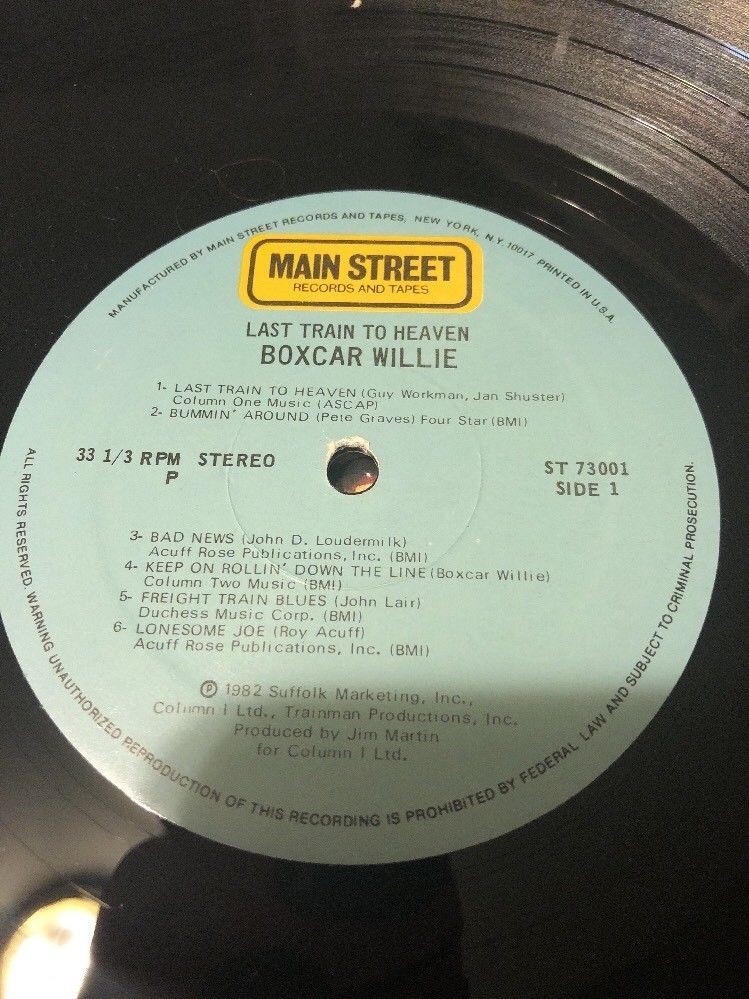 MANUFACTURED BY MAIN STREET RECORDS AND TAPES, NEW YORK, N.Y. 10017 PRINTED IN U.S.A.
MAIN STREET
RECORDS AND TAPES
LAST TRAIN TO HEAVEN
BOXCAR WILLIE
1- LAST TRAIN TO HEAVEN (Guy Workman, Jan Shuster)
Column One Music (ASCAP)
2- BUMMIN' AROUND (Pete Graves) Four Star (BMI)
33 1/3 RPM STEREO
P
ST 73001
SIDE 1
3- BAD NEWS (John D. Loudermilk)
Acuff Rose Publications, Inc. (BMI)
4- KEEP ON ROLLIN' DOWN THE LINE (Boxcar Willie)
Column Two Music (BMI)
5- FREIGHT TRAIN BLUES (John Lair)
Duchess Music Corp. (BMI)
6- LONESOME JOE (Roy Acuff)
Acuff Rose Publications, Inc. (BMI)
℗ 1982 Suffolk Marketing, Inc.,
Column I Ltd., Trainman Productions, Inc.
Produced by Jim Martin
for Column I Ltd.
ALL RIGHTS RESERVED. WARNING UNAUTHORIZED REPRODUCTION OF THIS RECORDING IS PROHIBITED BY FEDERAL LAW AND SUBJECT TO CRIMINAL PROSECUTION.